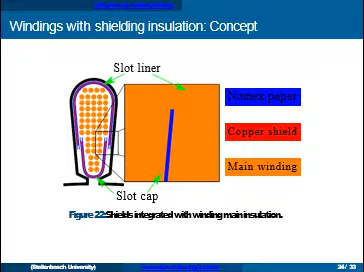 Windings with shielding insulation: Concept
Slot liner
Nomex paper
Copper shield
Main winding
Slot cap
Figure 22: Shields integrated with winding main insulation.
(Stellenbosch University)
34 / 33